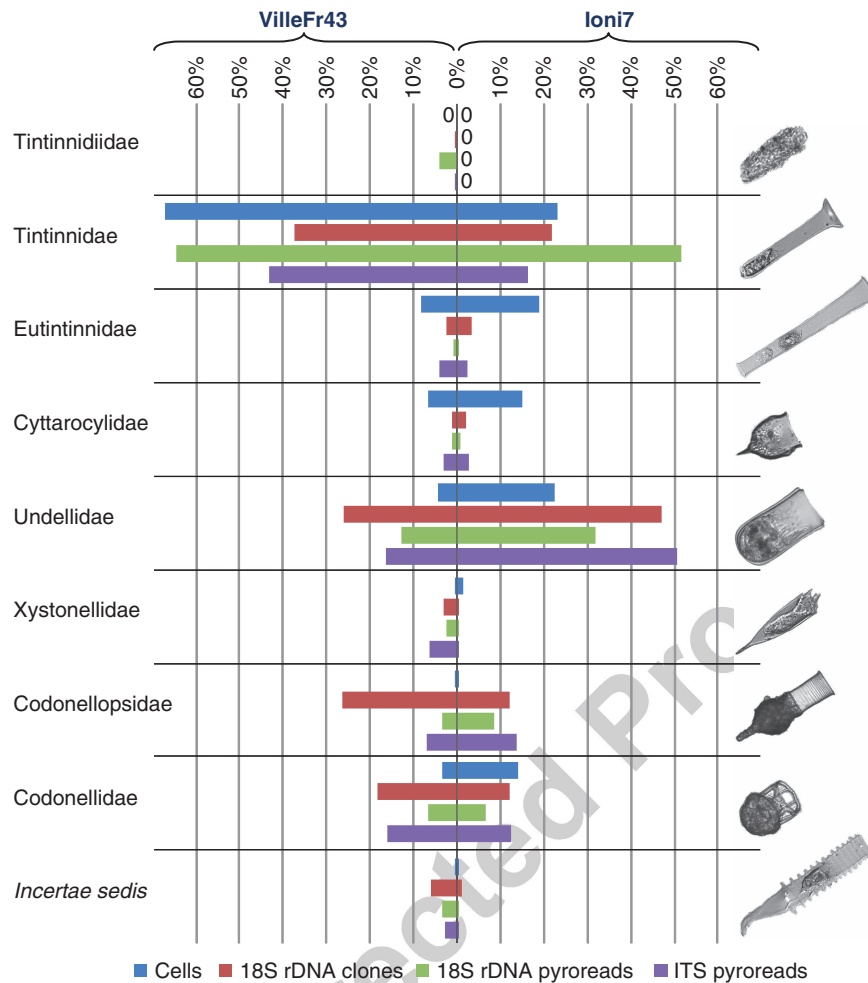 VilleFr43 Ioni7
60% 50% 40% 30% 20% 10% 0% 10% 20% 30% 40% 50% 60%
0 0
Tintinnidiidae 0
0
0
Tintinnidae
Eutintinnidae
Cyttarocylidae
Undellidae
Xystonellidae
Codonellopsidae
Codonellidae
Incertae sedis
ected Pro
Cells 18S rDNA clones 18S rDNA pyroreads ITS pyroreads